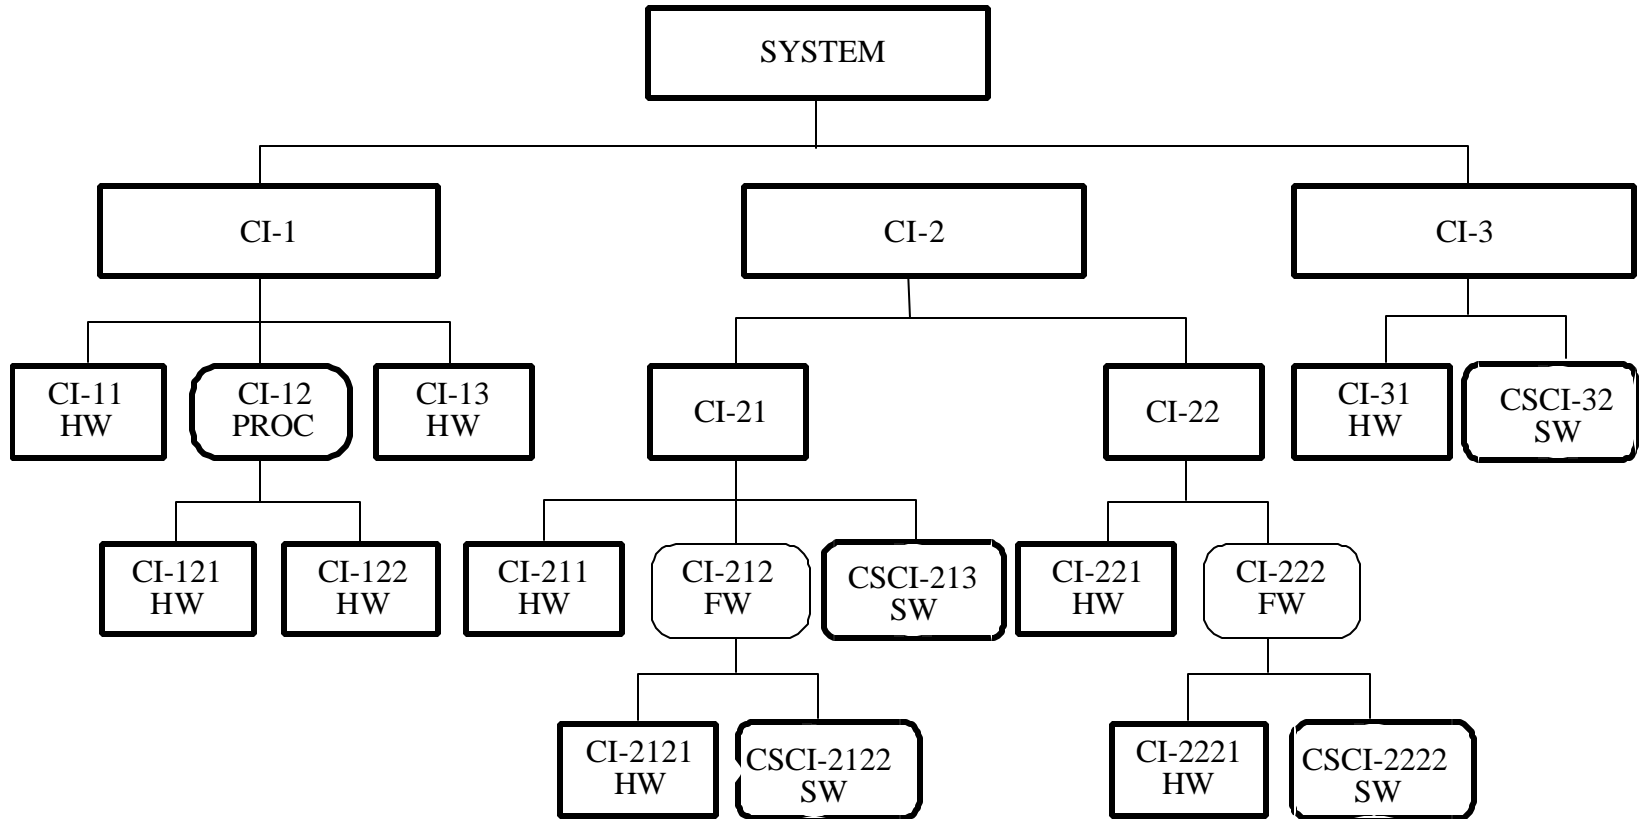 SYSTEM
CI-1
CI-2
CI-3
CI-11
HW
CI-12
PROC
CI-13
HW
CI-21
CI-22
CI-31
HW
CSCI-32
SW
CI-121
HW
CI-122
HW
CI-211
HW
CI-212
FW
CSCI-213
SW
CI-221
HW
CI-222
FW
CI-2121
HW
CSCI-2122
SW
CI-2221
HW
CSCI-2222
SW